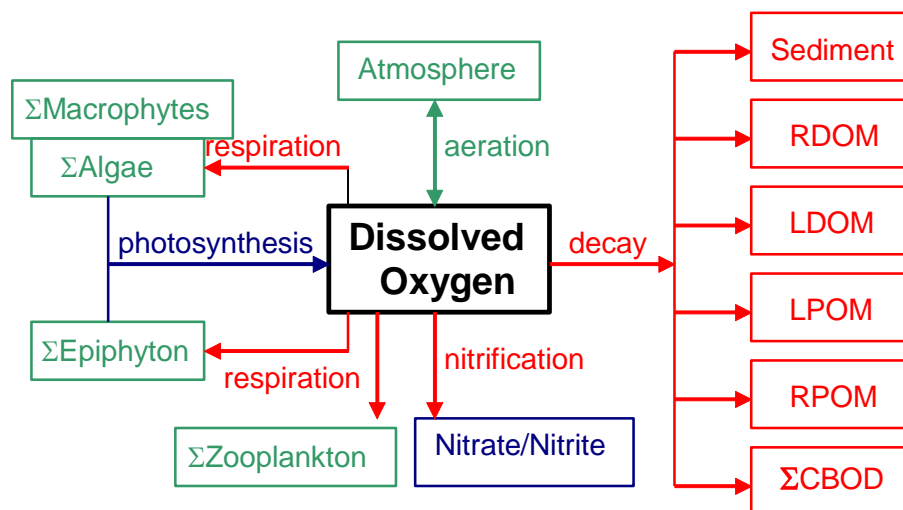 Sediment
Atmosphere
ΣMacrophytes
respiration
aeration
RDOM
ΣAlgae
photosynthesis
Dissolved
Oxygen
decay
LDOM
LPOM
ΣEpiphyton
respiration
nitrification
RPOM
ΣZooplankton
Nitrate/Nitrite
ΣCBOD